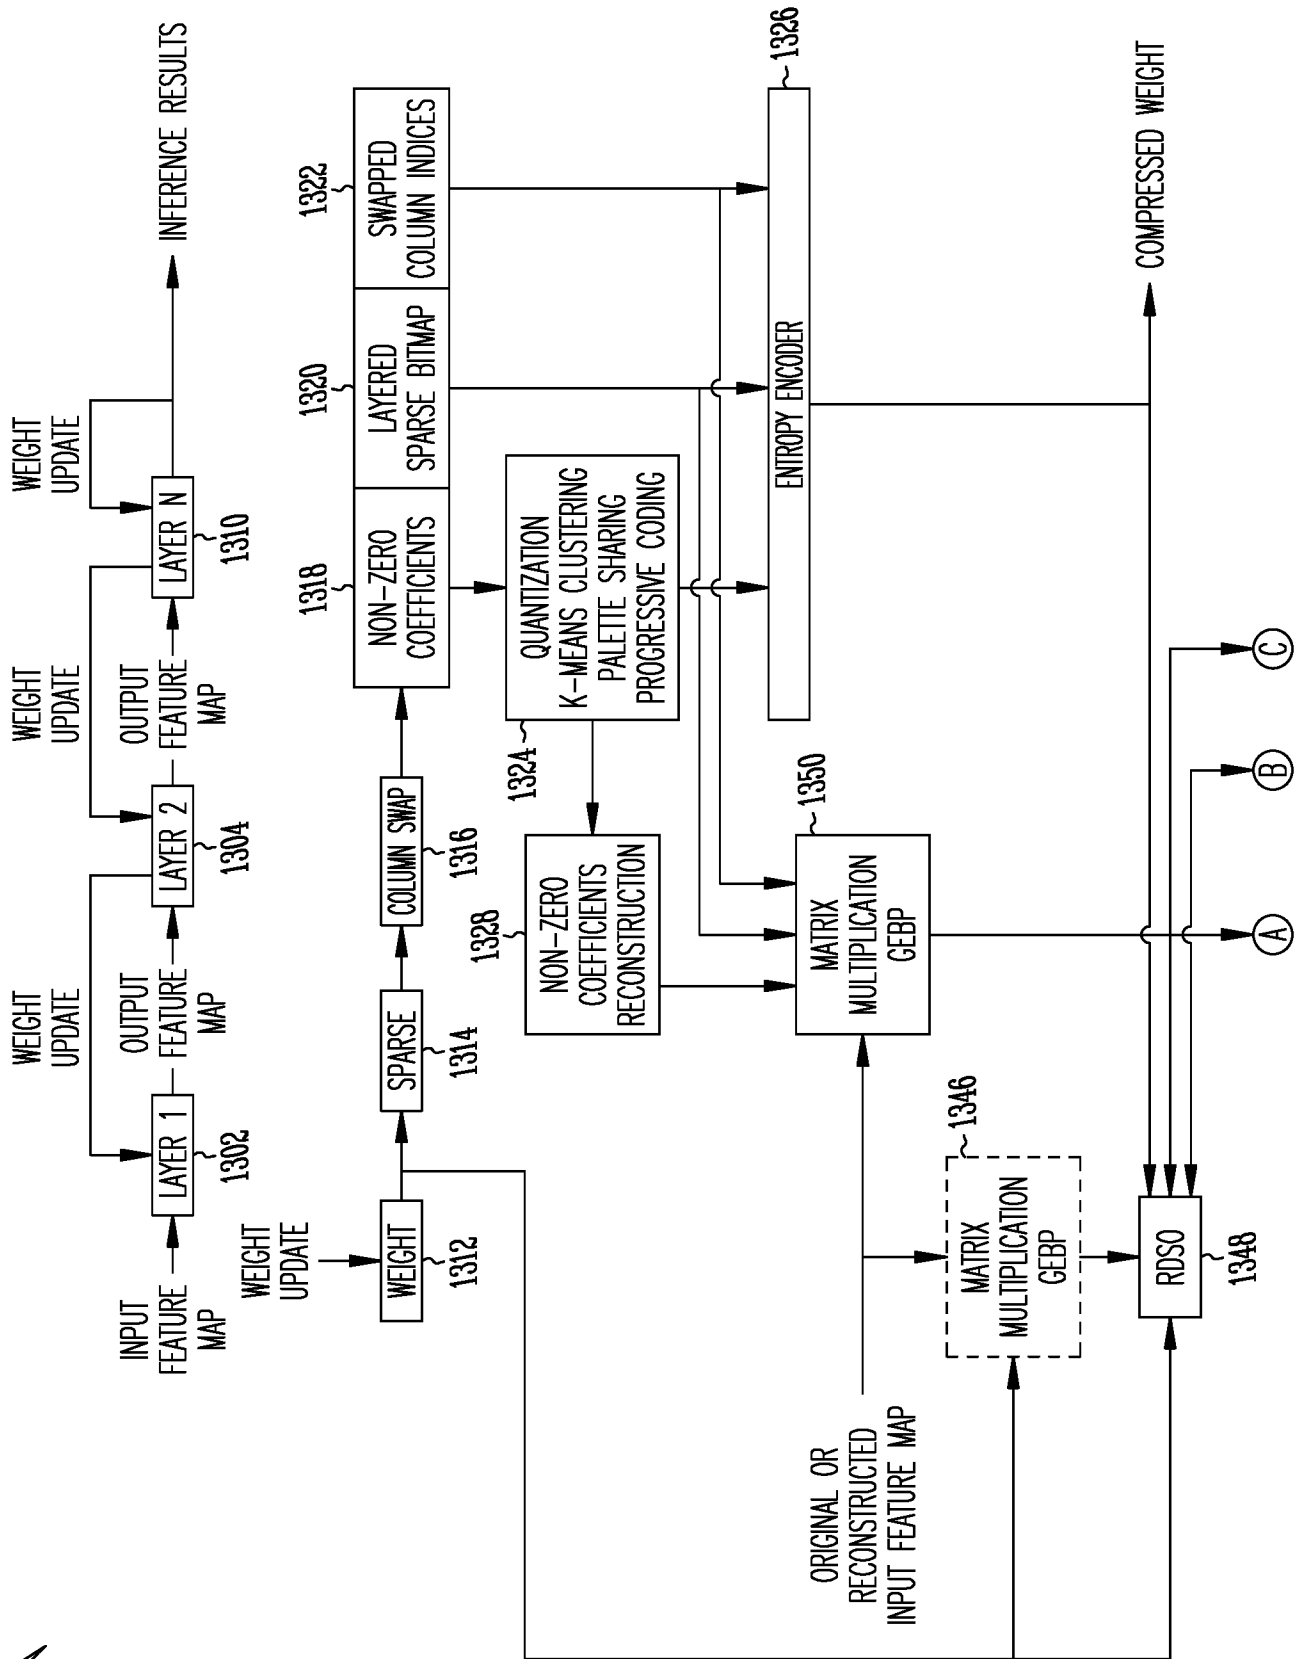 WEIGHT
UPDATE
WEIGHT
UPDATE
WEIGHT
UPDATE
INPUT
FEATURE
MAP
LAYER 1
1302
OUTPUT
FEATURE
MAP
LAYER 2
1304
OUTPUT
FEATURE
MAP
LAYER N
1310
INFERENCE RESULTS
WEIGHT
UPDATE
WEIGHT
1312
SPARSE
1314
COLUMN SWAP
1316
1318
NON-ZERO
COEFFICIENTS
1320
LAYERED
SPARSE BITMAP
1322
SWAPPED
COLUMN INDICES
1324
QUANTIZATION
K-MEANS CLUSTERING
PALETTE SHARING
PROGRESSIVE CODING
1328
NON-ZERO
COEFFICIENTS
RECONSTRUCTION
1326
ENTROPY ENCODER
1350
MATRIX
MULTIPLICATION
GEBP
ORIGINAL OR
RECONSTRUCTED
INPUT FEATURE MAP
1346
MATRIX
MULTIPLICATION
GEBP
RDSO
1348
COMPRESSED WEIGHT
A
B
C